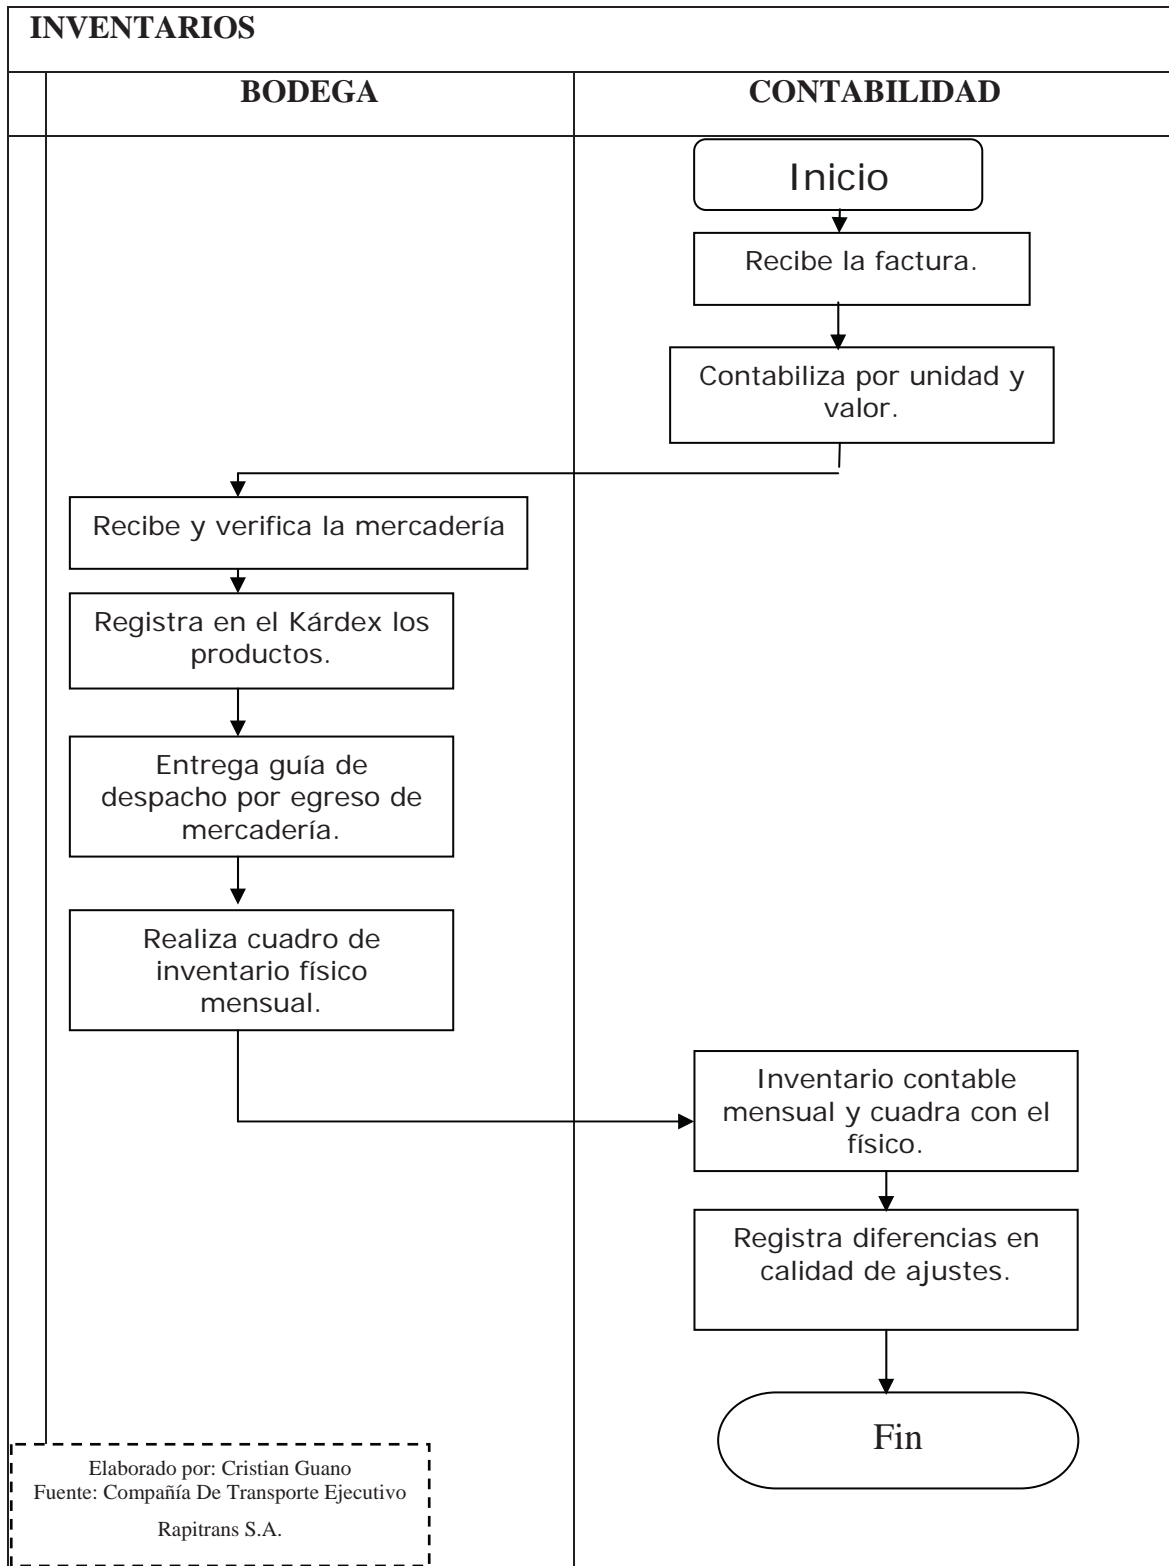 INVENTARIOS
BODEGA
CONTABILIDAD
Inicio
Recibe la factura.
Contabiliza por unidad y
valor.
Recibe y verifica la mercadería
Registra en el Kárdex los
productos.
Entrega guía de
despacho por egreso de
mercadería.
Realiza cuadro de
inventario físico
mensual.
Inventario contable
mensual y cuadra con el
físico.
Registra diferencias en
calidad de ajustes.
Fin
Elaborado por: Cristian Guano
Fuente: Compañía De Transporte Ejecutivo
Rapitrans S.A.